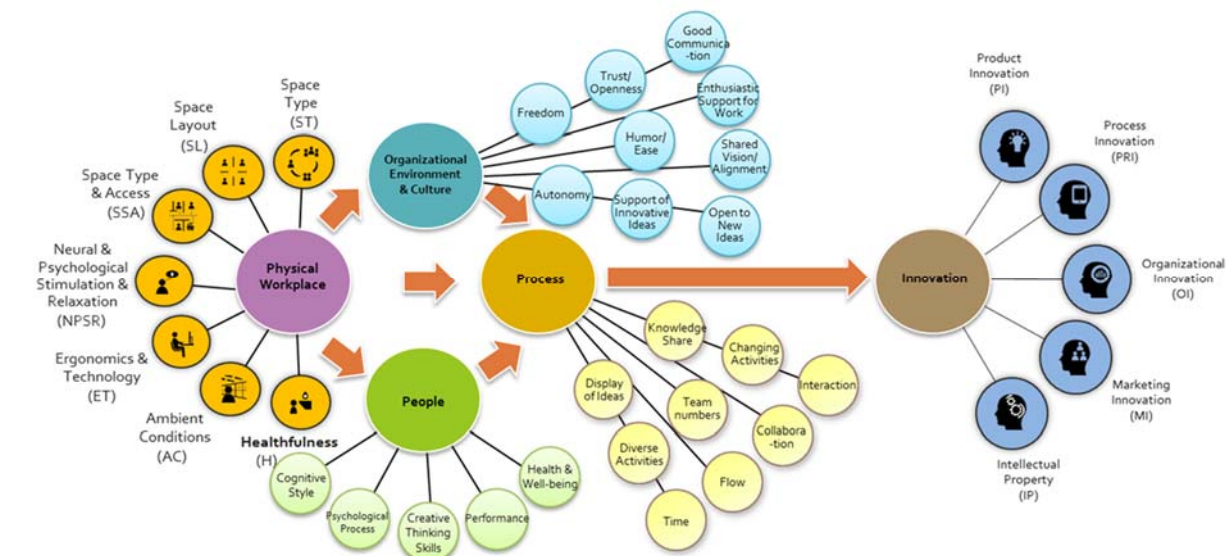 Space
Type
(ST)
Space
Layout
(SL)
Space Type
& Access
(SSA)
Neural &
Psychological
Stimulation &
Relaxation
(NPSR)
Ergonomics &
Technology
(ET)
Ambient
Conditions
(AC)
Healthfulness
(H)
Physical
Workplace
Organizational
Environment
& Culture
Freedom
Trust/
Openness
Good
Communica
-tion
Enthusiastic
Support for
Work
Humor/
Ease
Shared
Vision/
Alignment
Autonomy
Support of
Innovative
Ideas
Open to
New
Ideas
People
Cognitive
Style
Psychological
Process
Creative
Thinking
Skills
Performance
Health &
Well-being
Process
Knowledge
Share
Changing
Activities
Interaction
Display
of Ideas
Team
numbers
Collabora
-tion
Diverse
Activities
Flow
Time
Innovation
Product
Innovation
(PI)
Process
Innovation
(PRI)
Organizational
Innovation
(OI)
Marketing
Innovation
(MI)
Intellectual
Property
(IP)